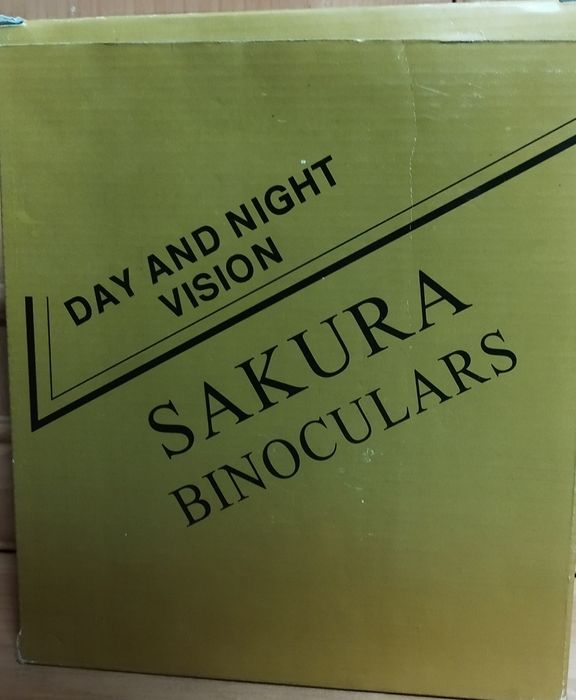 DAY AND NIGHT
VISION
SAKURA
BINOCULARS